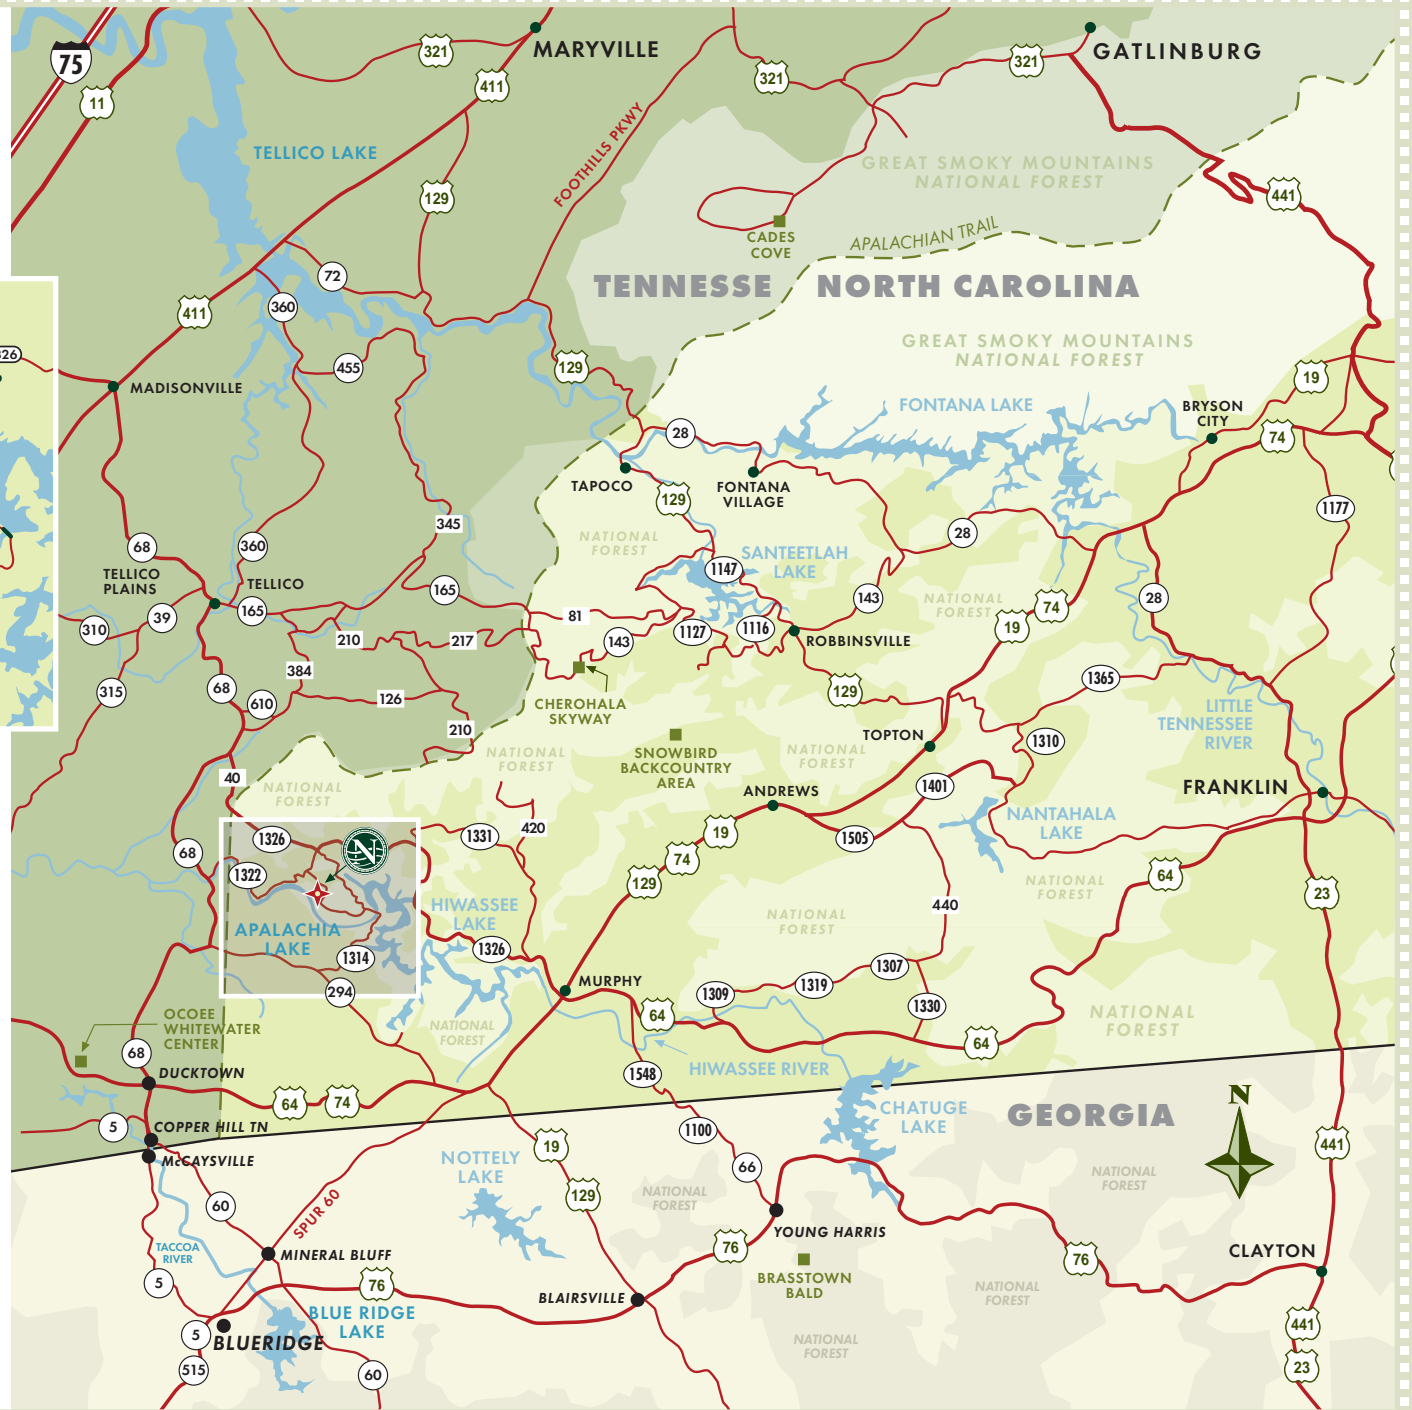 75
11
321
MARYVILLE
411
321
321
GATLINBURG
TELLICO LAKE
FOOTHILLS PKWY
129
GREAT SMOKY MOUNTAINS
NATIONAL FOREST
441
CADES
COVE
APALACHIAN TRAIL
72
TENNESSE
NORTH CAROLINA
360
411
GREAT SMOKY MOUNTAINS
NATIONAL FOREST
326
455
129
19
MADISONVILLE
FONTANA LAKE
BRYSON
CITY
28
74
TAPOCO
FONTANA
VILLAGE
129
1177
345
NATIONAL
FOREST
28
68
360
SANTEETLAH
LAKE
1147
TELLICO
PLAINS
TELLICO
165
143
NATIONAL
FOREST
74
28
165
39
81
310
210
217
143
1127
1116
19
ROBBINSVILLE
384
1365
68
315
610
126
CHEROHALA
SKYWAY
129
LITTLE
TENNESSEE
RIVER
210
TOPTON
1310
NATIONAL
FOREST
SNOWBIRD
BACKCOUNTRY
AREA
NATIONAL
FOREST
40
NATIONAL
FOREST
ANDREWS
1401
FRANKLIN
NANTAHALA
LAKE
420
19
1326
1331
1505
N
68
74
1322
129
64
NATIONAL
FOREST
23
HIWASSEE
LAKE
440
NATIONAL
FOREST
APALACHIA
LAKE
1326
1314
1307
MURPHY
1319
294
1309
1330
64
NATIONAL
FOREST
OCOEE
WHITEWATER
CENTER
NATIONAL
FOREST
68
64
HIWASSEE RIVER
DUCKTOWN
1548
64
74
CHATUGE
LAKE
GEORGIA
N
5
COPPER HILL TN
1100
McCAYSVILLE
19
441
NOTTELY
LAKE
66
NATIONAL
FOREST
NATIONAL
FOREST
129
60
SPUR 60
YOUNG HARRIS
TACCOA
RIVER
MINERAL BLUFF
76
76
CLAYTON
5
76
BRASSTOWN
BALD
NATIONAL
FOREST
BLAIRSVILLE
BLUE RIDGE
LAKE
441
5
BLUERIDGE
NATIONAL
FOREST
515
60
23